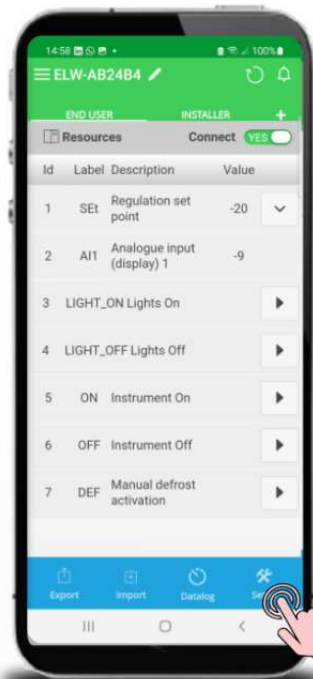 14:58 100%
ELW-AB24B4
END USER INSTALLER +
Resources Connect YES
Id Label Description Value
1 SEt Regulation set point -20
2 AI1 Analogue input (display) 1 -9
3 LIGHT_ON Lights On
4 LIGHT_OFF Lights Off
5 ON Instrument On
6 OFF Instrument Off
7 DEF Manual defrost activation
Export Import Datalog